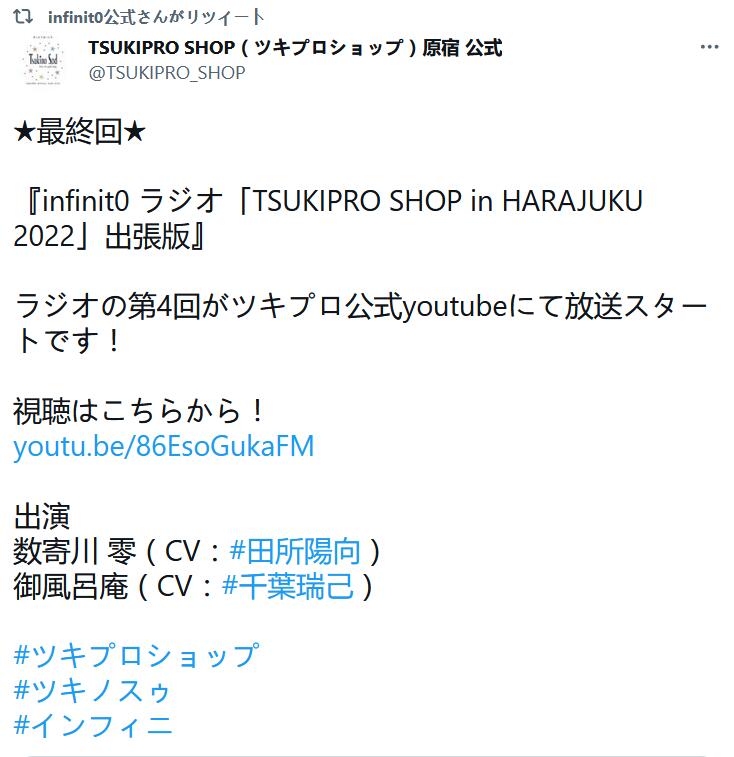 infinit0公式さんがリツイート
TSUKIPRO SHOP（ツキプロショップ）原宿 公式
@TSUKIPRO_SHOP
★最終回★
『infinit0 ラジオ「TSUKIPRO SHOP in HARAJUKU
2022」出張版』
ラジオの第4回がツキプロ公式youtubeにて放送スター
トです！
視聴はこちらから！
youtu.be/86EsoGukaFM
出演
数寄川 零（CV：#田所陽向）
御風呂庵（CV：#千葉瑞己）
#ツキプロショップ
#ツキノスゥ
#インフィニ